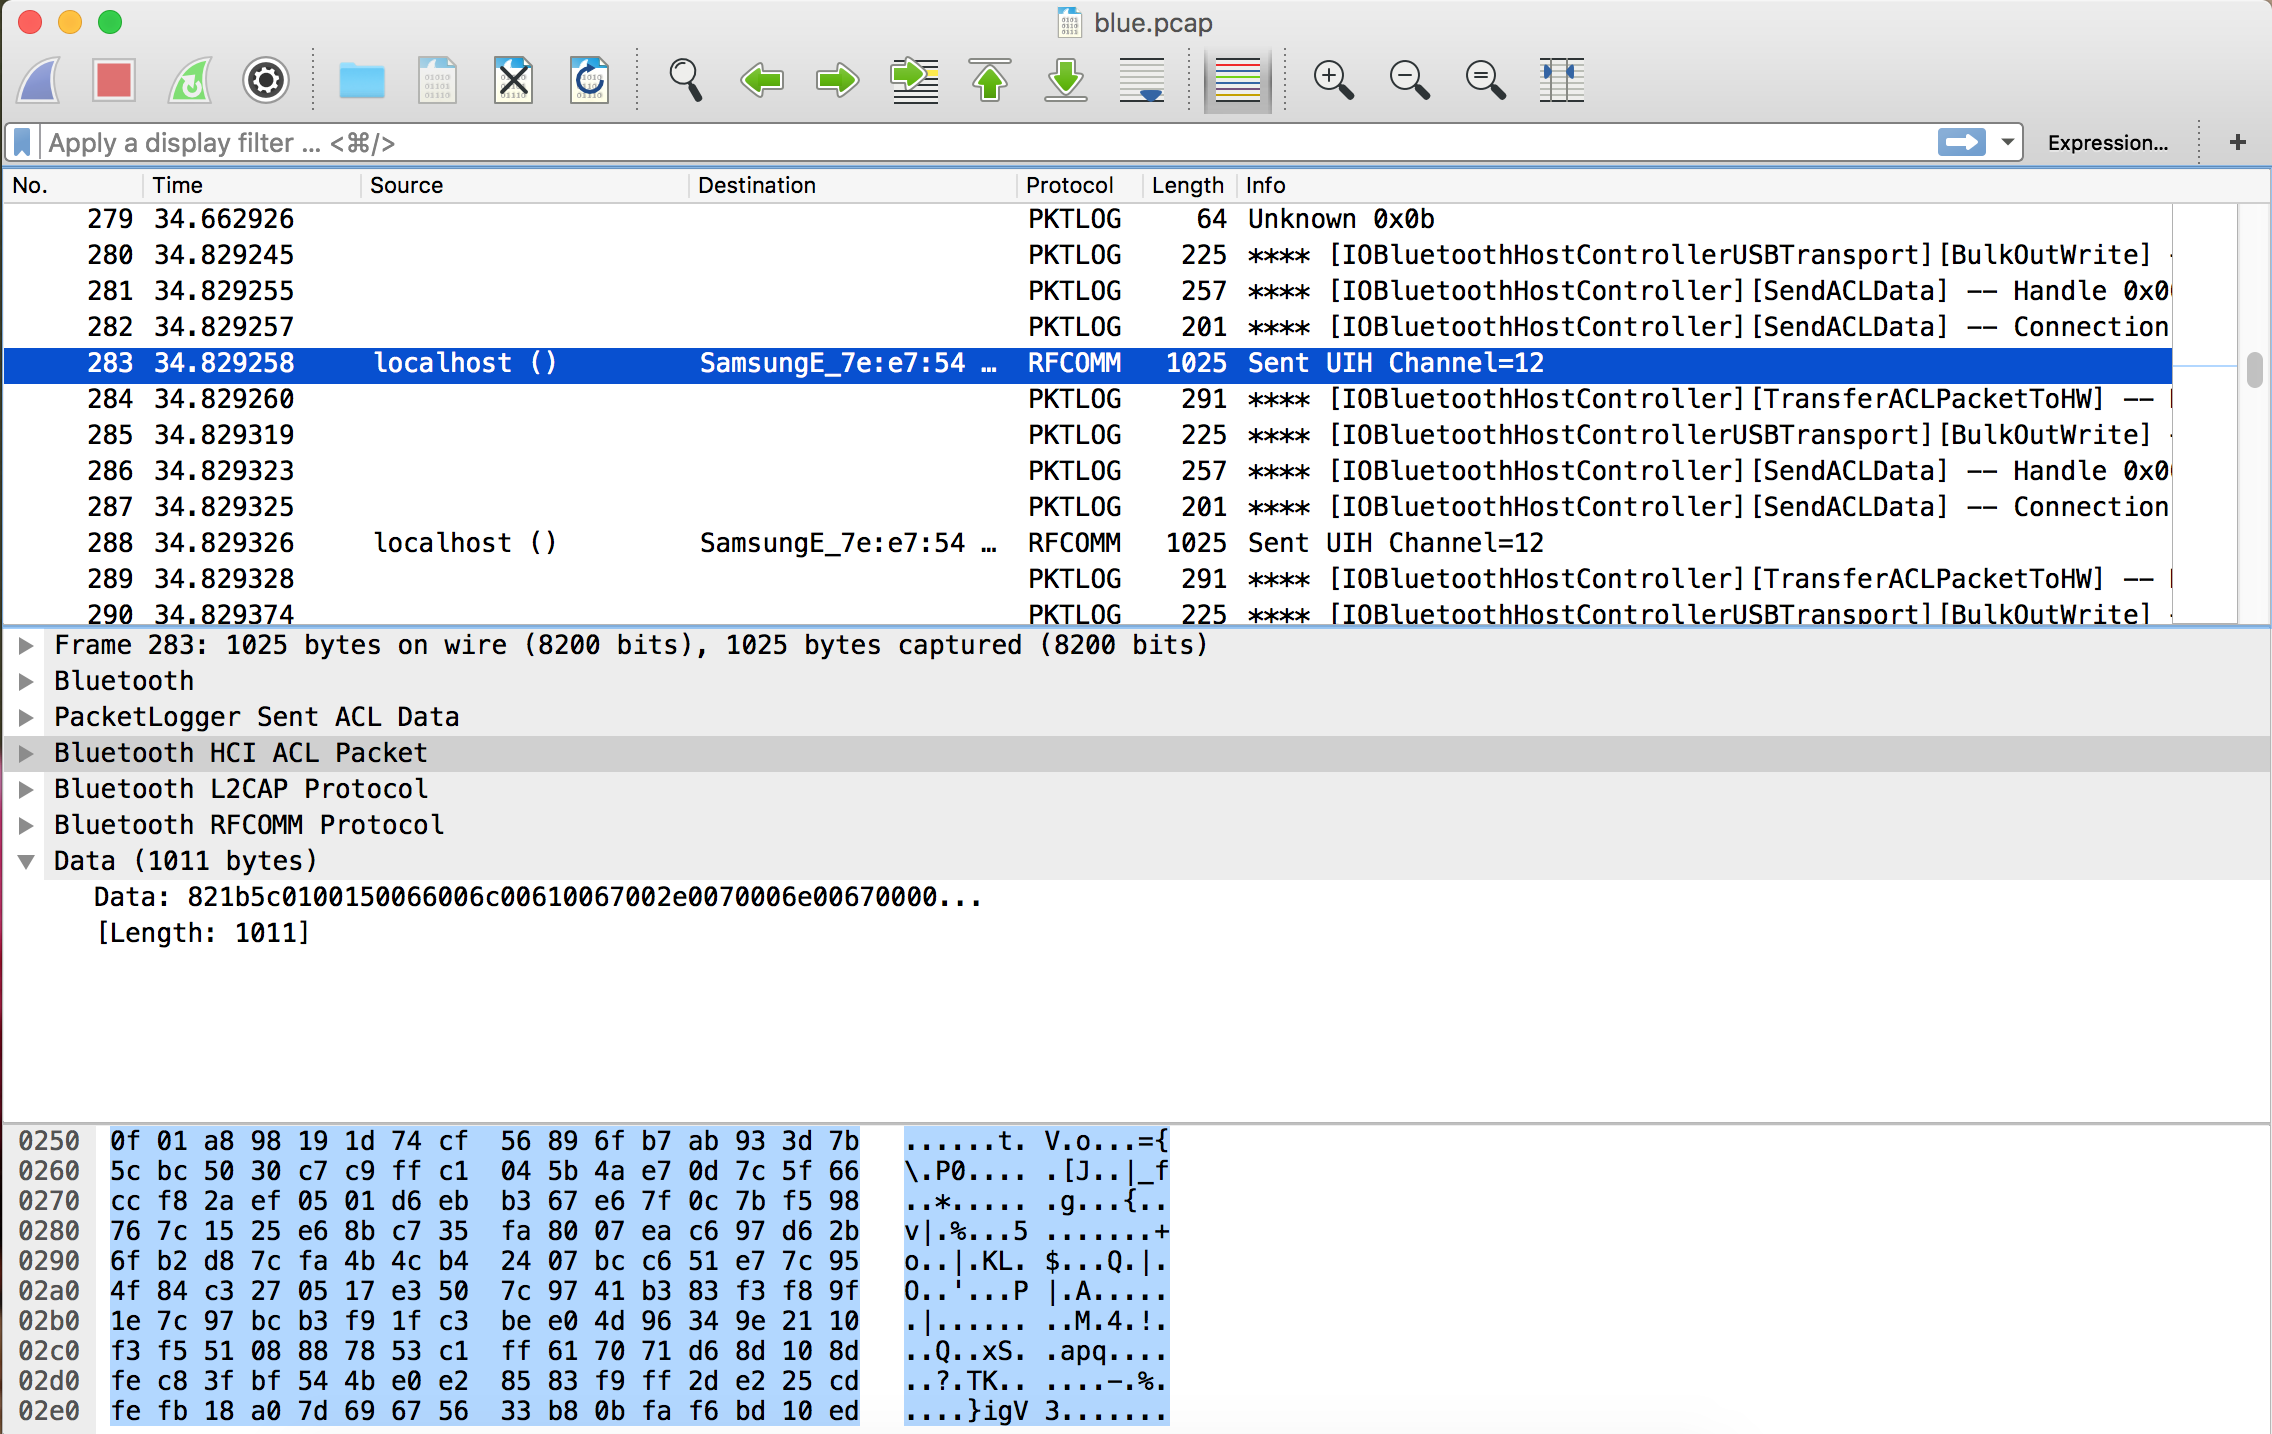 blue.pcap
Apply a display filter ... <⌘/>
Expression...
+
No. Time Source Destination Protocol Length Info
279 34.662926 PKTLOG 64 Unknown 0x0b
280 34.829245 PKTLOG 225 **** [IOBluetoothHostControllerUSBTransport][BulkOutWrite]
281 34.829255 PKTLOG 257 **** [IOBluetoothHostController][SendACLData] -- Handle
282 34.829257 PKTLOG 201 **** [IOBluetoothHostController][SendACLData] -- Connection
283 34.829258 localhost () SamsungE_7e:e7:54 … RFCOMM 1025 Sent UIH Channel=12
284 34.829260 PKTLOG 291 **** [IOBluetoothHostController][TransferACLPacketToHW] --
285 34.829319 PKTLOG 225 **** [IOBluetoothHostControllerUSBTransport][BulkOutWrite]
286 34.829323 PKTLOG 257 **** [IOBluetoothHostController][SendACLData] -- Handle
287 34.829325 PKTLOG 201 **** [IOBluetoothHostController][SendACLData] -- Connection
288 34.829326 localhost () SamsungE_7e:e7:54 … RFCOMM 1025 Sent UIH Channel=12
289 34.829328 PKTLOG 291 **** [IOBluetoothHostController][TransferACLPacketToHW] --
290 34.829374 PKTLOG 225 **** [IOBluetoothHostControllerUSBTransport][BulkOutWrite]
Frame 283: 1025 bytes on wire (8200 bits), 1025 bytes captured (8200 bits)
Bluetooth
PacketLogger Sent ACL Data
Bluetooth HCI ACL Packet
Bluetooth L2CAP Protocol
Bluetooth RFCOMM Protocol
Data (1011 bytes)
Data: 821b5c0100150066006c00610067002e0070006e00670000...
[Length: 1011]
0250 0f 01 a8 98 19 1d 74 cf 56 89 6f b7 ab 93 3d 7b ......t. V.o...={
0260 5c bc 50 30 c7 c9 ff c1 04 5b 4a e7 0d 7c 5f 66 \.P0.... .[J..|_f
0270 cc f8 2a ef 05 01 d6 eb b3 67 e6 7f 0c 7b f5 98 ..*..... .g...{..
0280 76 7c 15 25 e6 8b c7 35 fa 80 07 ea c6 97 d6 2b v|.%...5 .......+
0290 6f b2 d8 7c fa 4b 4c b4 24 07 bc c6 51 e7 7c 95 o..|.KL. $...Q.|.
02a0 4f 84 c3 27 05 17 e3 50 7c 97 41 b3 83 f3 f8 9f O..'...P |.A.....
02b0 1e 7c 97 bc b3 f9 1f c3 be e0 4d 96 34 9e 21 10 .|...... ..M.4.!.
02c0 f3 f5 51 08 88 78 53 c1 ff 61 70 71 d6 8d 10 8d ..Q..xS. .apq....
02d0 fe c8 3f bf 54 4b e0 e2 85 83 f9 ff 2d e2 25 cd ..?.TK.. ....-.%.
02e0 fe fb 18 a0 7d 69 67 56 33 b8 0b fa f6 bd 10 ed ....}igV 3.......